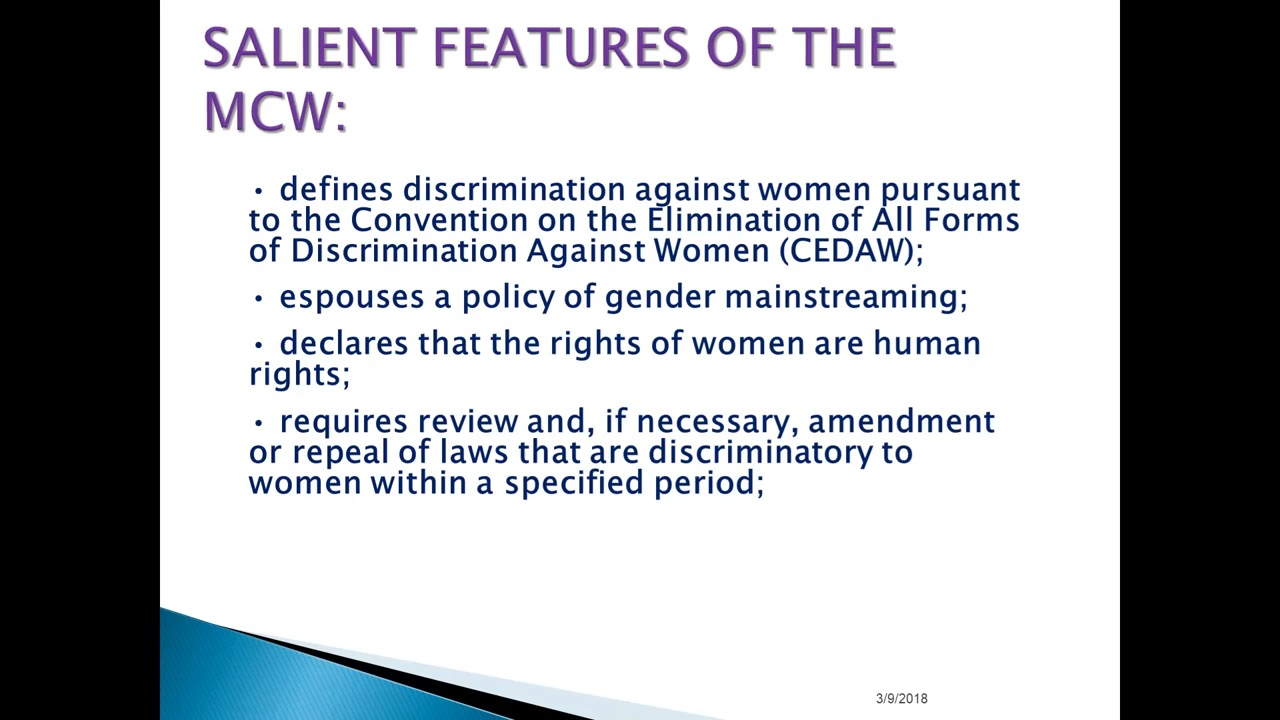 SALIENT FEATURES OF THE
MCW:
• defines discrimination against women pursuant
to the Convention on the Elimination of All Forms
of Discrimination Against Women (CEDAW);
• espouses a policy of gender mainstreaming;
• declares that the rights of women are human
rights;
• requires review and, if necessary, amendment
or repeal of laws that are discriminatory to
women within a specified period;
3/9/2018